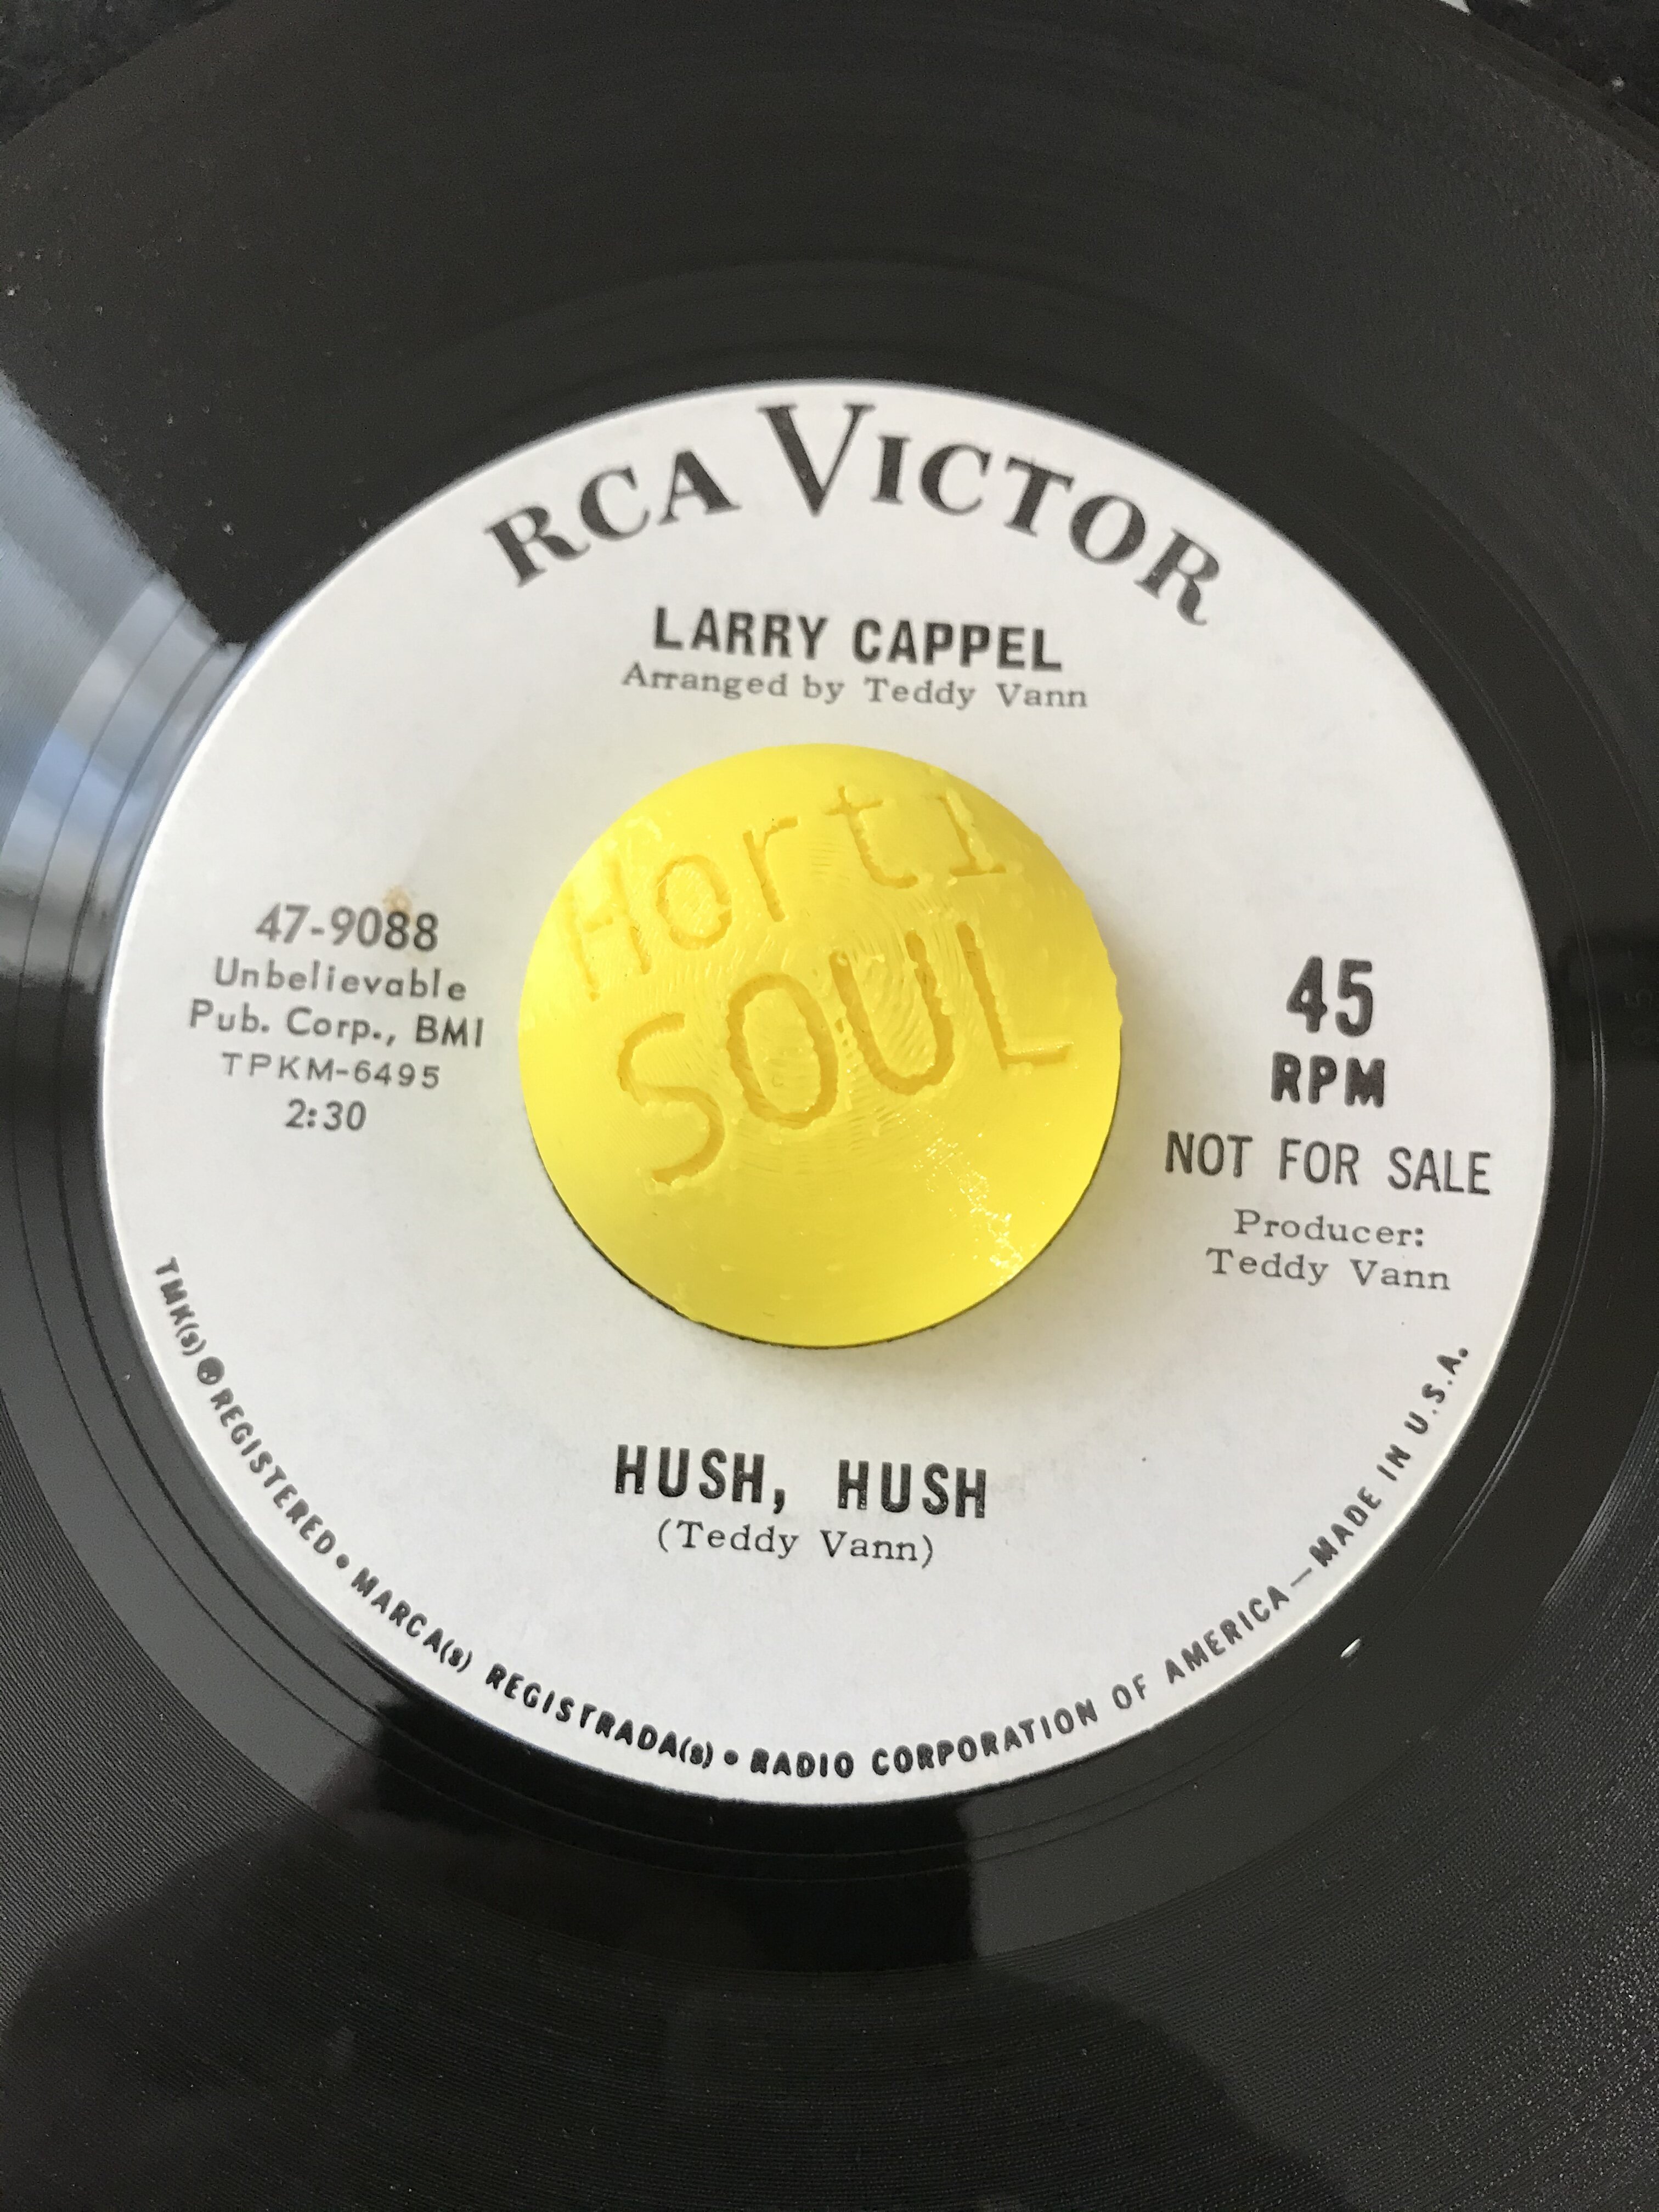 RCA VICTOR
LARRY CAPPEL
Arranged by Teddy Vann
Horti
SOUL
47-9088
Unbelievable
Pub. Corp., BMI
TPKM-6495
2:30
45
RPM
NOT FOR SALE
Producer:
Teddy Vann
HUSH, HUSH
(Teddy Vann)
TMK(s) ® REGISTERED • MARCA(s) REGISTRADA(s) • RADIO CORPORATION OF AMERICA — MADE IN U.S.A.